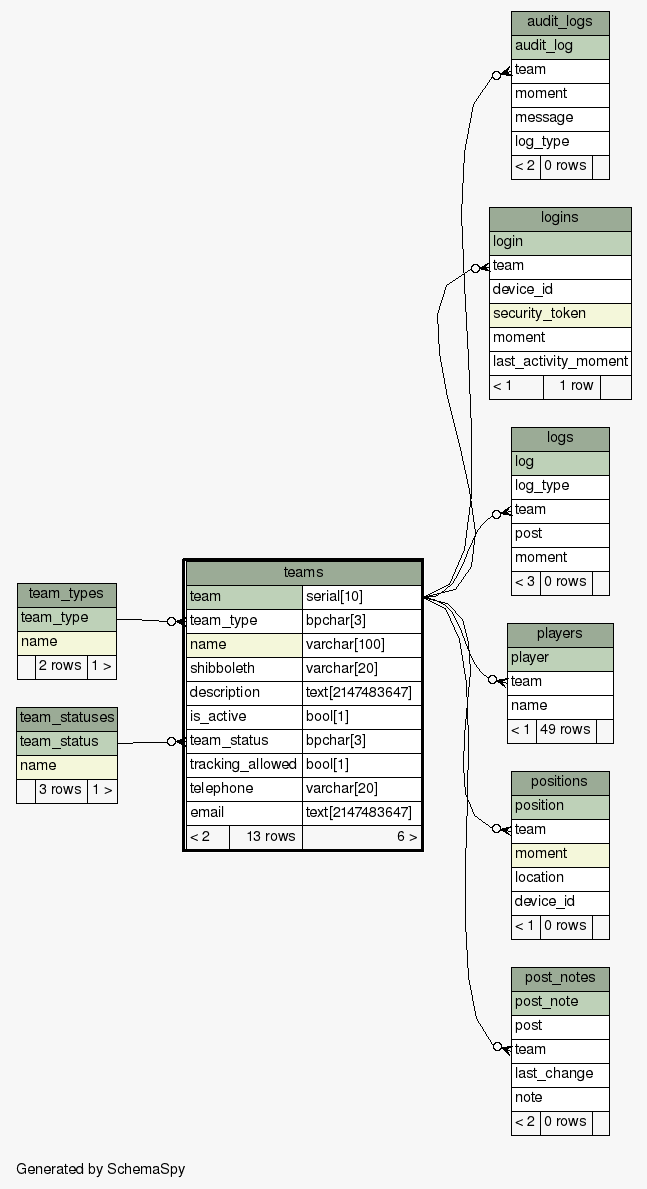 audit_logs
audit_log
team
moment
message
log_type
< 2 0 rows
logins
login
team
device_id
security_token
moment
last_activity_moment
< 1 1 row
logs
log
log_type
team
post
moment
< 3 0 rows
team_types
team_type
name
2 rows 1 >
team_statuses
team_status
name
3 rows 1 >
teams
team serial[10]
team_type bpchar[3]
name varchar[100]
shibboleth varchar[20]
description text[2147483647]
is_active bool[1]
team_status bpchar[3]
tracking_allowed bool[1]
telephone varchar[20]
email text[2147483647]
< 2 13 rows 6 >
players
player
team
name
< 1 49 rows
positions
position
team
moment
location
device_id
< 1 0 rows
post_notes
post_note
post
team
last_change
note
< 2 0 rows
Generated by SchemaSpy